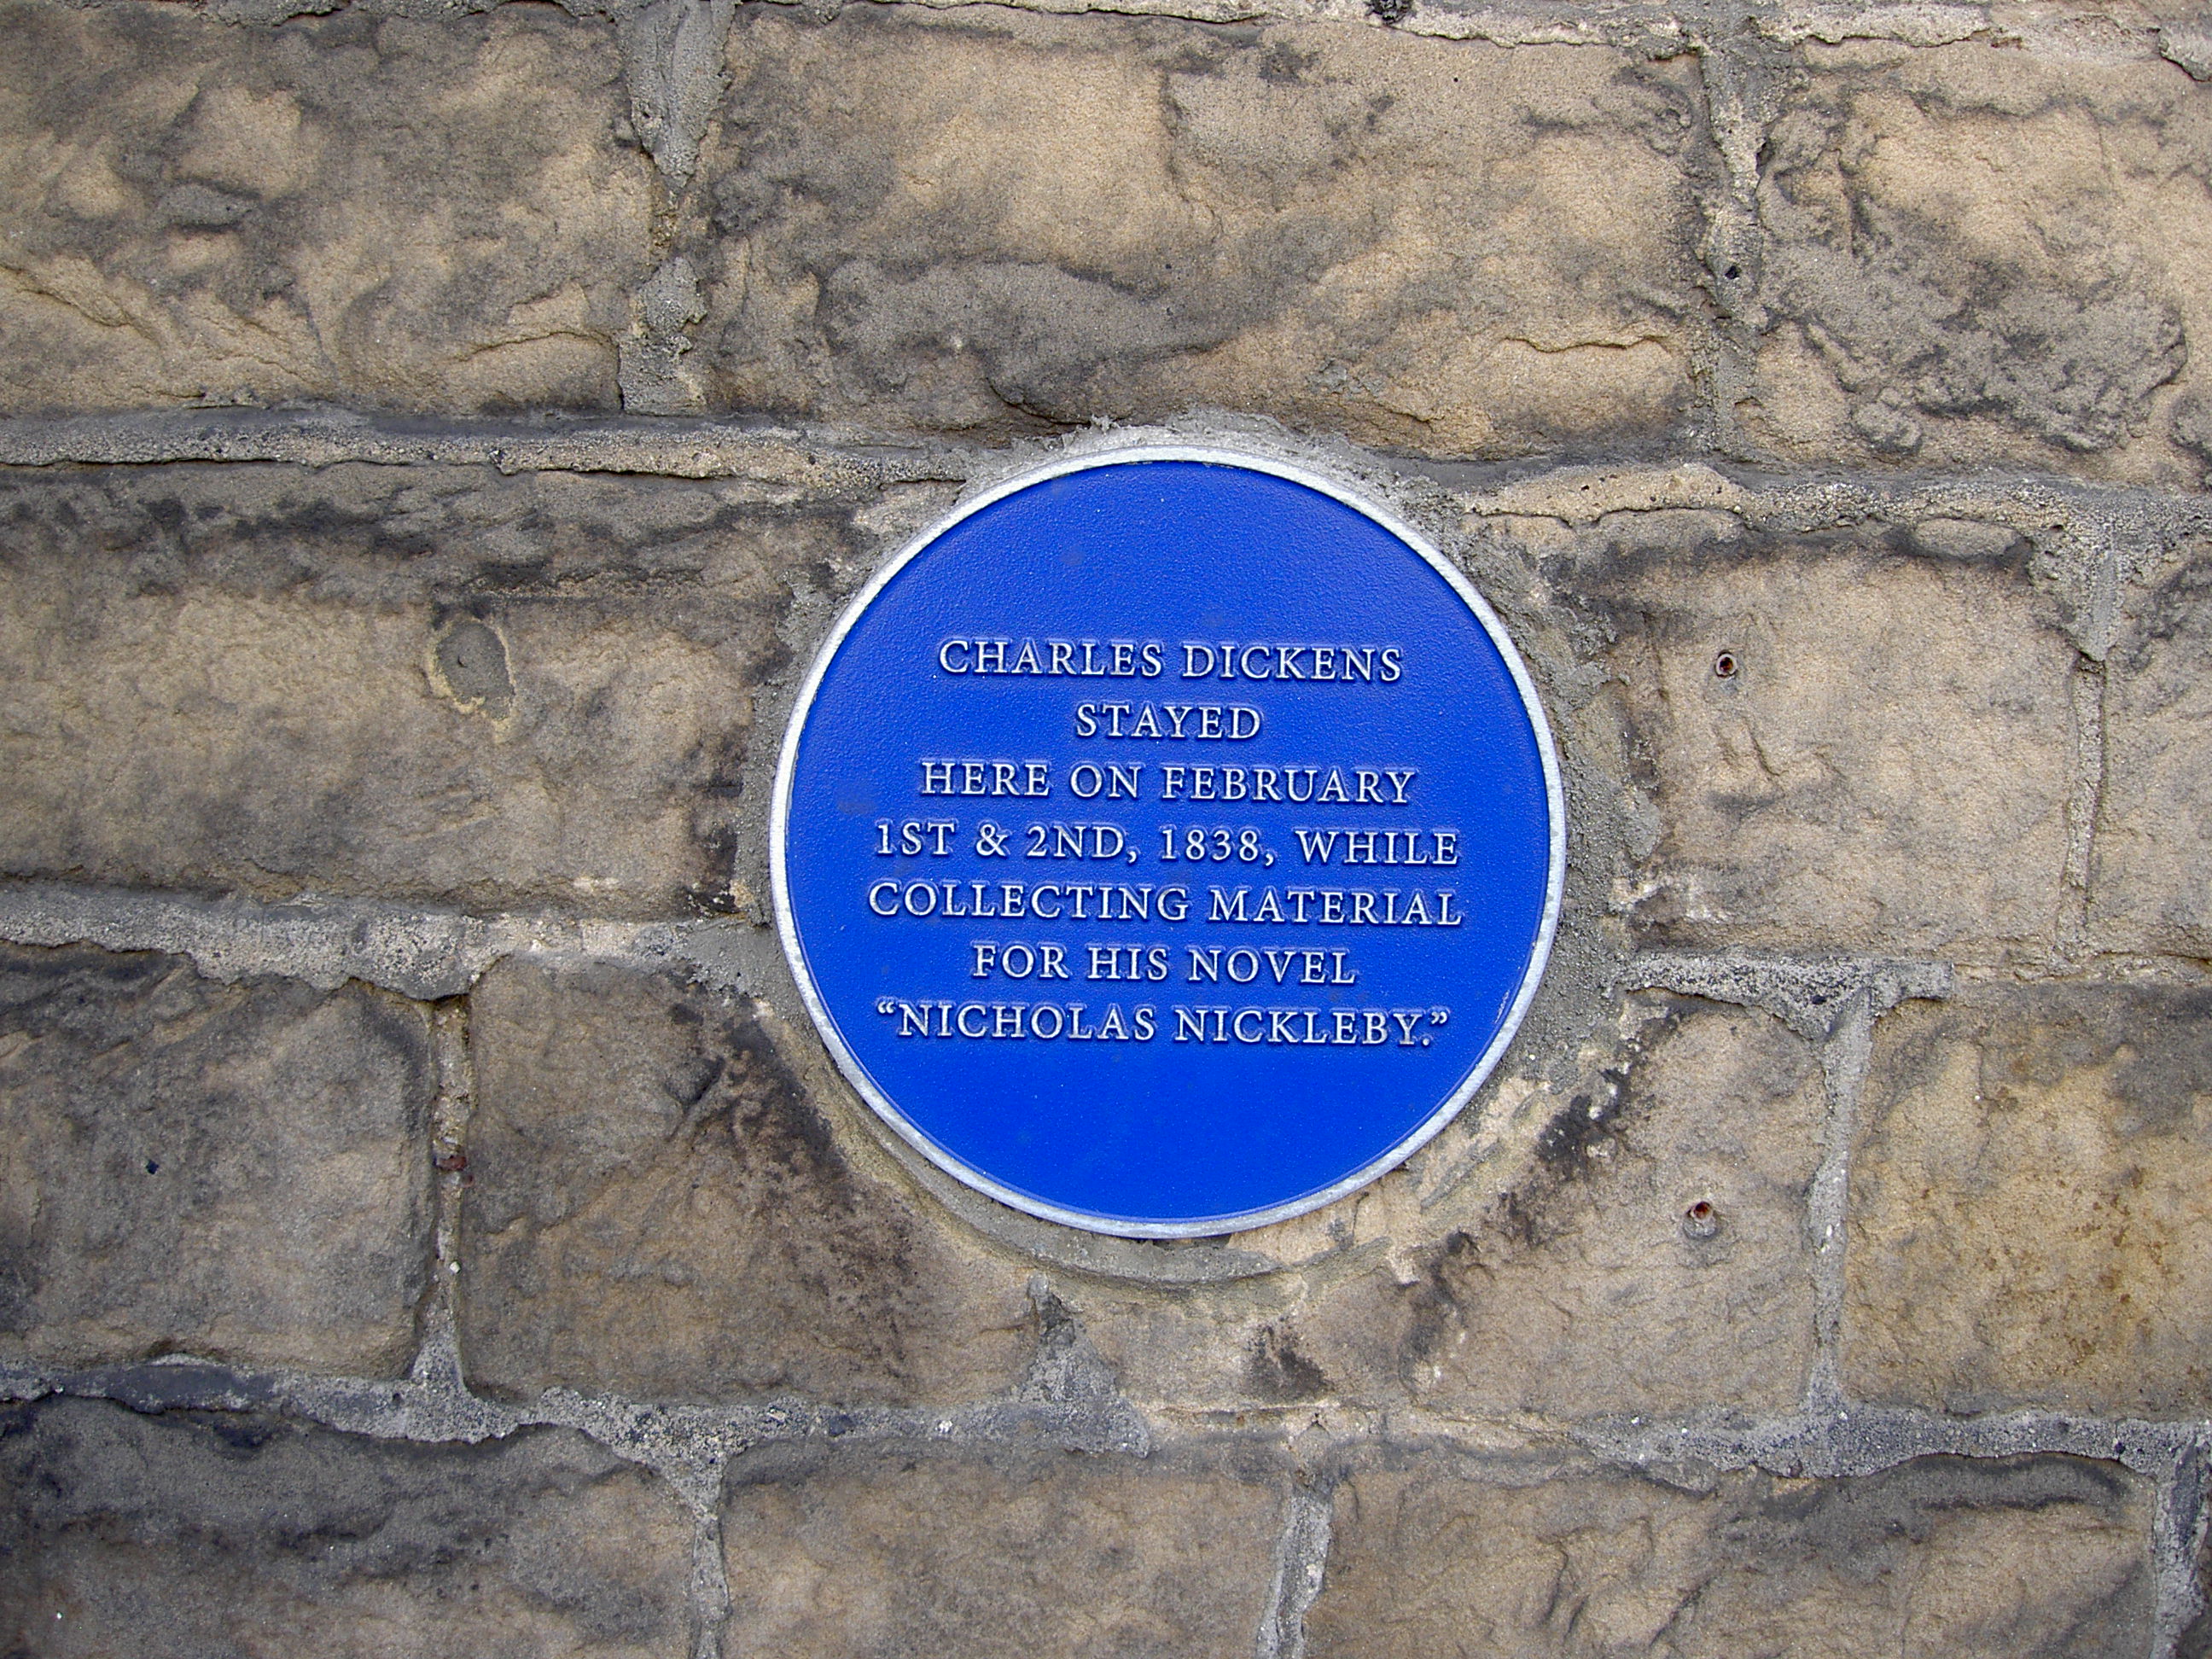 CHARLES DICKENS
STAYED
HERE ON FEBRUARY
1ST & 2ND, 1838, WHILE
COLLECTING MATERIAL
FOR HIS NOVEL
“NICHOLAS NICKLEBY.”